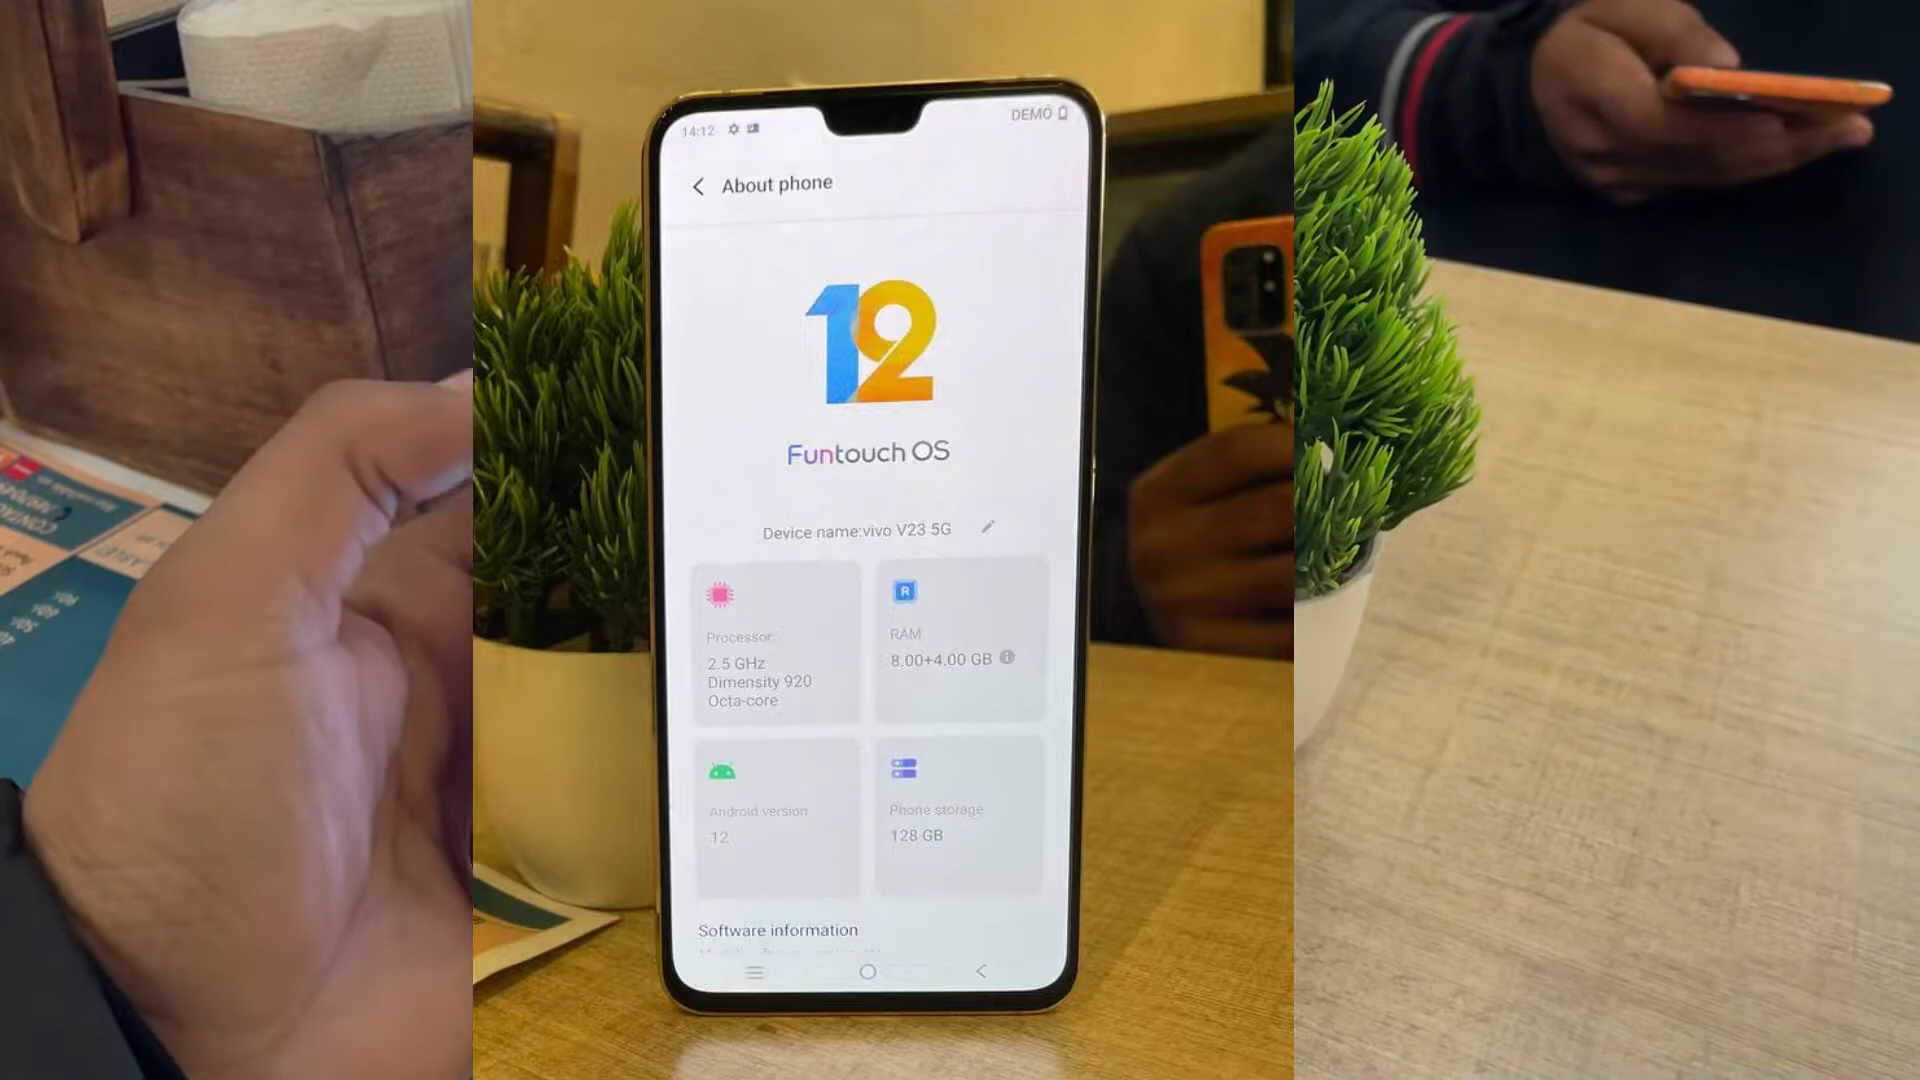 14:12
DEMO
About phone
12
Funtouch OS
Device name:vivo V23 5G
Processor
2.5 GHz
Dimensity 920
Octa-core
R
RAM
8.00+4.00 GB
Android version
12
Phone storage
128 GB
Software information